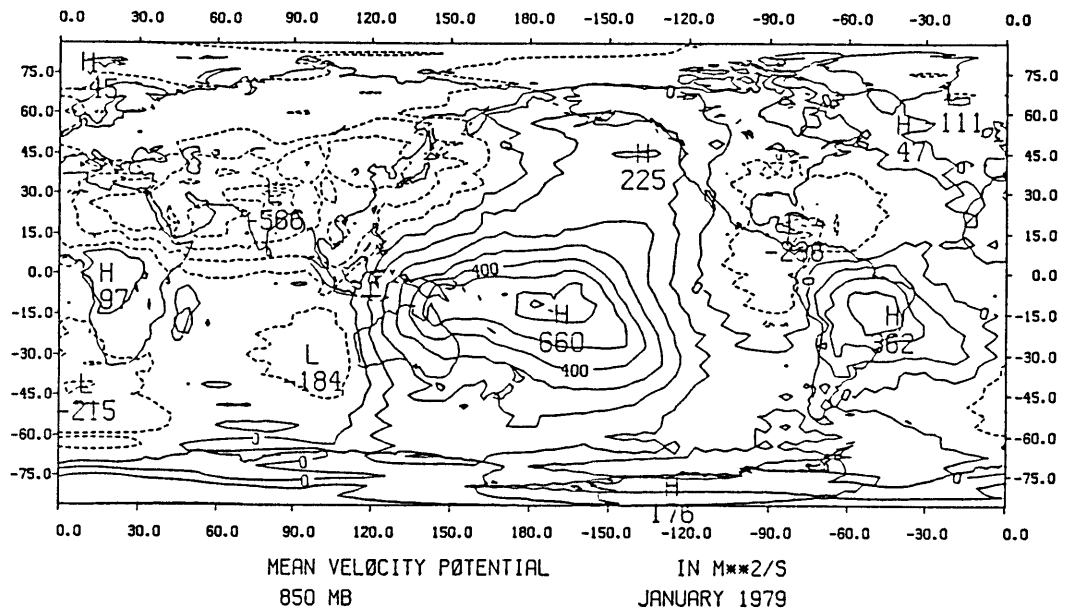 0.0 30.0 60.0 90.0 120.0 150.0 180.0 -150.0 -120.0 -90.0 -60.0 -30.0 0.0
75.0 H 75.0
45 0
60.0 H 111 60.0
47
45.0 H 45.0
225
30.0 L 30.0
-566
15.0 L 15.0
-298
0.0 H 400 0.0
97
-15.0 H H -15.0
660 362
-30.0 L 400 -30.0
-184
-45.0 L -45.0
-215
-60.0 0 -60.0
0
-75.0 0 H 0 -75.0
176
0.0 30.0 60.0 90.0 120.0 150.0 180.0 -150.0 -120.0 -90.0 -60.0 -30.0 0.0
MEAN VELØCITY PØTENTIAL IN M**2/S
850 MB JANUARY 1979